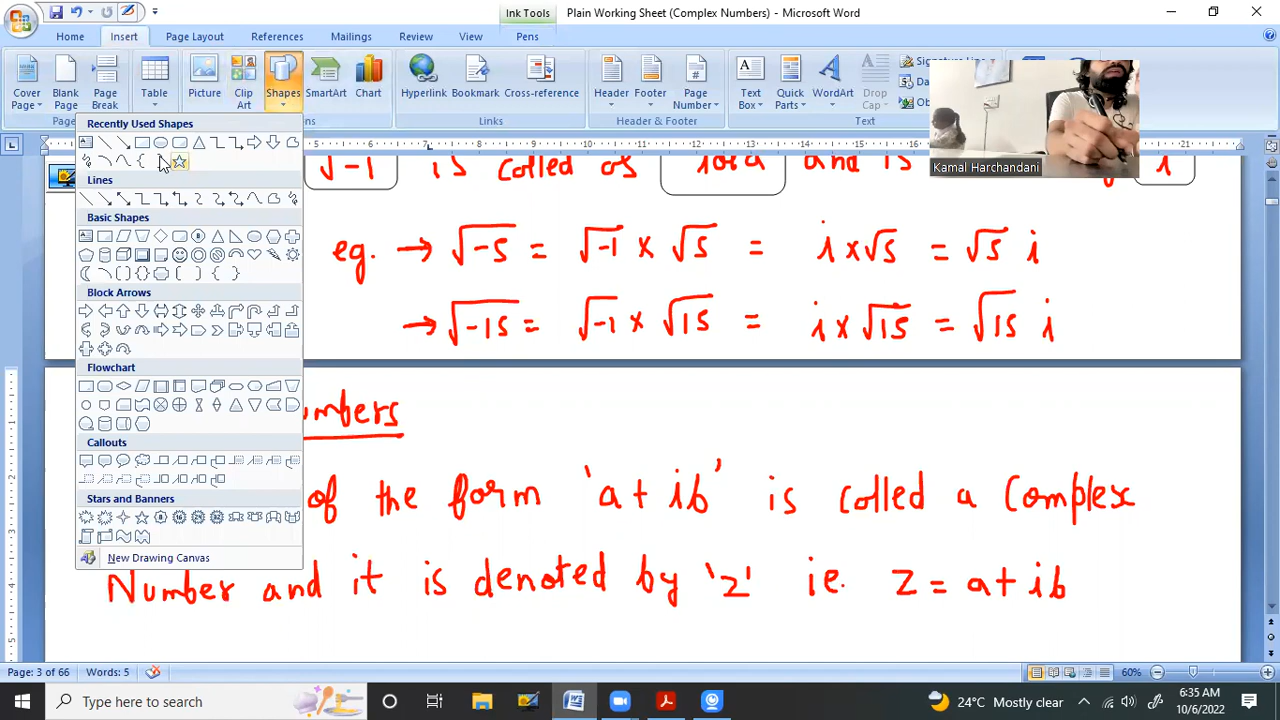 Ink Tools
Plain Working Sheet (Complex Numbers) - Microsoft Word
Home Insert Page Layout References Mailings Review View Pens
Cover Page Blank Page Page Break Table Picture Clip Art Shapes SmartArt Chart Hyperlink Bookmark Cross-reference Header Footer Page Number Text Box Quick Parts WordArt Drop Cap
Links Header & Footer
Kamal Harchandani
Recently Used Shapes
Lines
Basic Shapes
Block Arrows
Flowchart
Callouts
Stars and Banners
New Drawing Canvas
√-1 is called as iota and is i
eg. → √-5 = √-1 × √5 = i×√5 = √5 i
→ √-15 = √-1 × √15 = i × √15 = √15 i
umbers
of the form 'a+ib' is called a Complex
Number and it is denoted by 'z' ie. z = a+ib
Page: 3 of 66 Words: 5 60%
Type here to search
24°C Mostly clear
6:35 AM
10/6/2022